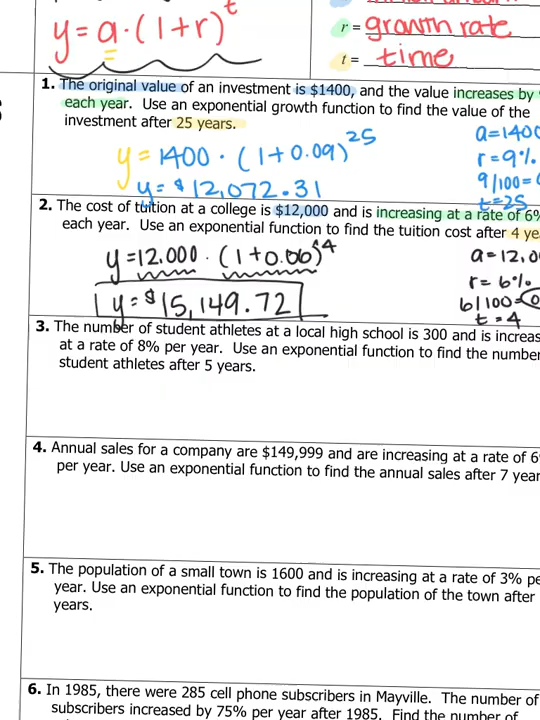 y = a · (1+r)^t
r = growth rate
t = time
1. The original value of an investment is $1400, and the value increases by
each year. Use an exponential growth function to find the value of the
investment after 25 years.
y = 1400 · (1+0.09)^25
y = $12,072.31
a=1400
r=9%
9/100=
t=25
2. The cost of tuition at a college is $12,000 and is increasing at a rate of 6%
each year. Use an exponential function to find the tuition cost after 4
y=12.000 · (1+0.06)^4
y=$15,149.72
a=12,0
r=6%
6/100=
t=4
3. The number of student athletes at a local high school is 300 and is increas
at a rate of 8% per year. Use an exponential function to find the number
student athletes after 5 years.
4. Annual sales for a company are $149,999 and are increasing at a rate of 6
per year. Use an exponential function to find the annual sales after 7 year
5. The population of a small town is 1600 and is increasing at a rate of 3% pe
year. Use an exponential function to find the population of the town after
years.
6. In 1985, there were 285 cell phone subscribers in Mayville. The number of
subscribers increased by 75% per year after 1985. Find the number of